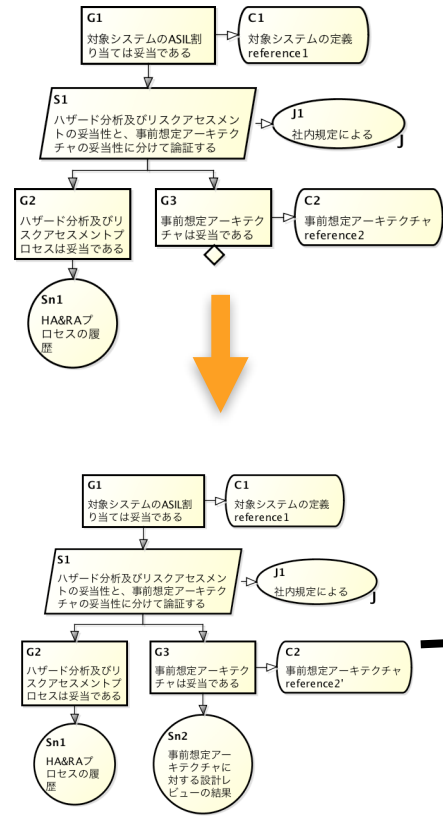 G1
対象システムのASIL割
り当ては妥当である
C1
対象システムの定義
reference1
S1
ハザード分析及びリスクアセスメ
ントの妥当性と、事前想定アーキテク
チャの妥当性に分けて論証する
J1
社内規定による
J
G2
ハザード分析及びリ
スクアセスメントプ
ロセスは妥当である
G3
事前想定アーキテク
チャは妥当である
C2
事前想定アーキテクチャ
reference2
Sn1
HA&RAプ
ロセスの履
歴
G1
対象システムのASIL割
り当ては妥当である
C1
対象システムの定義
reference1
S1
ハザード分析及びリスクアセスメン
トの妥当性と、事前想定アーキテク
チャの妥当性に分けて論証する
J1
社内規定による
J
G2
ハザード分析及びリ
スクアセスメントプ
ロセスは妥当である
G3
事前想定アーキテク
チャは妥当である
C2
事前想定アーキテクチャ
reference2'
Sn1
HA&RAプ
ロセスの履
歴
Sn2
事前想定アー
キテクチャに
対する設計レ
ビューの結果